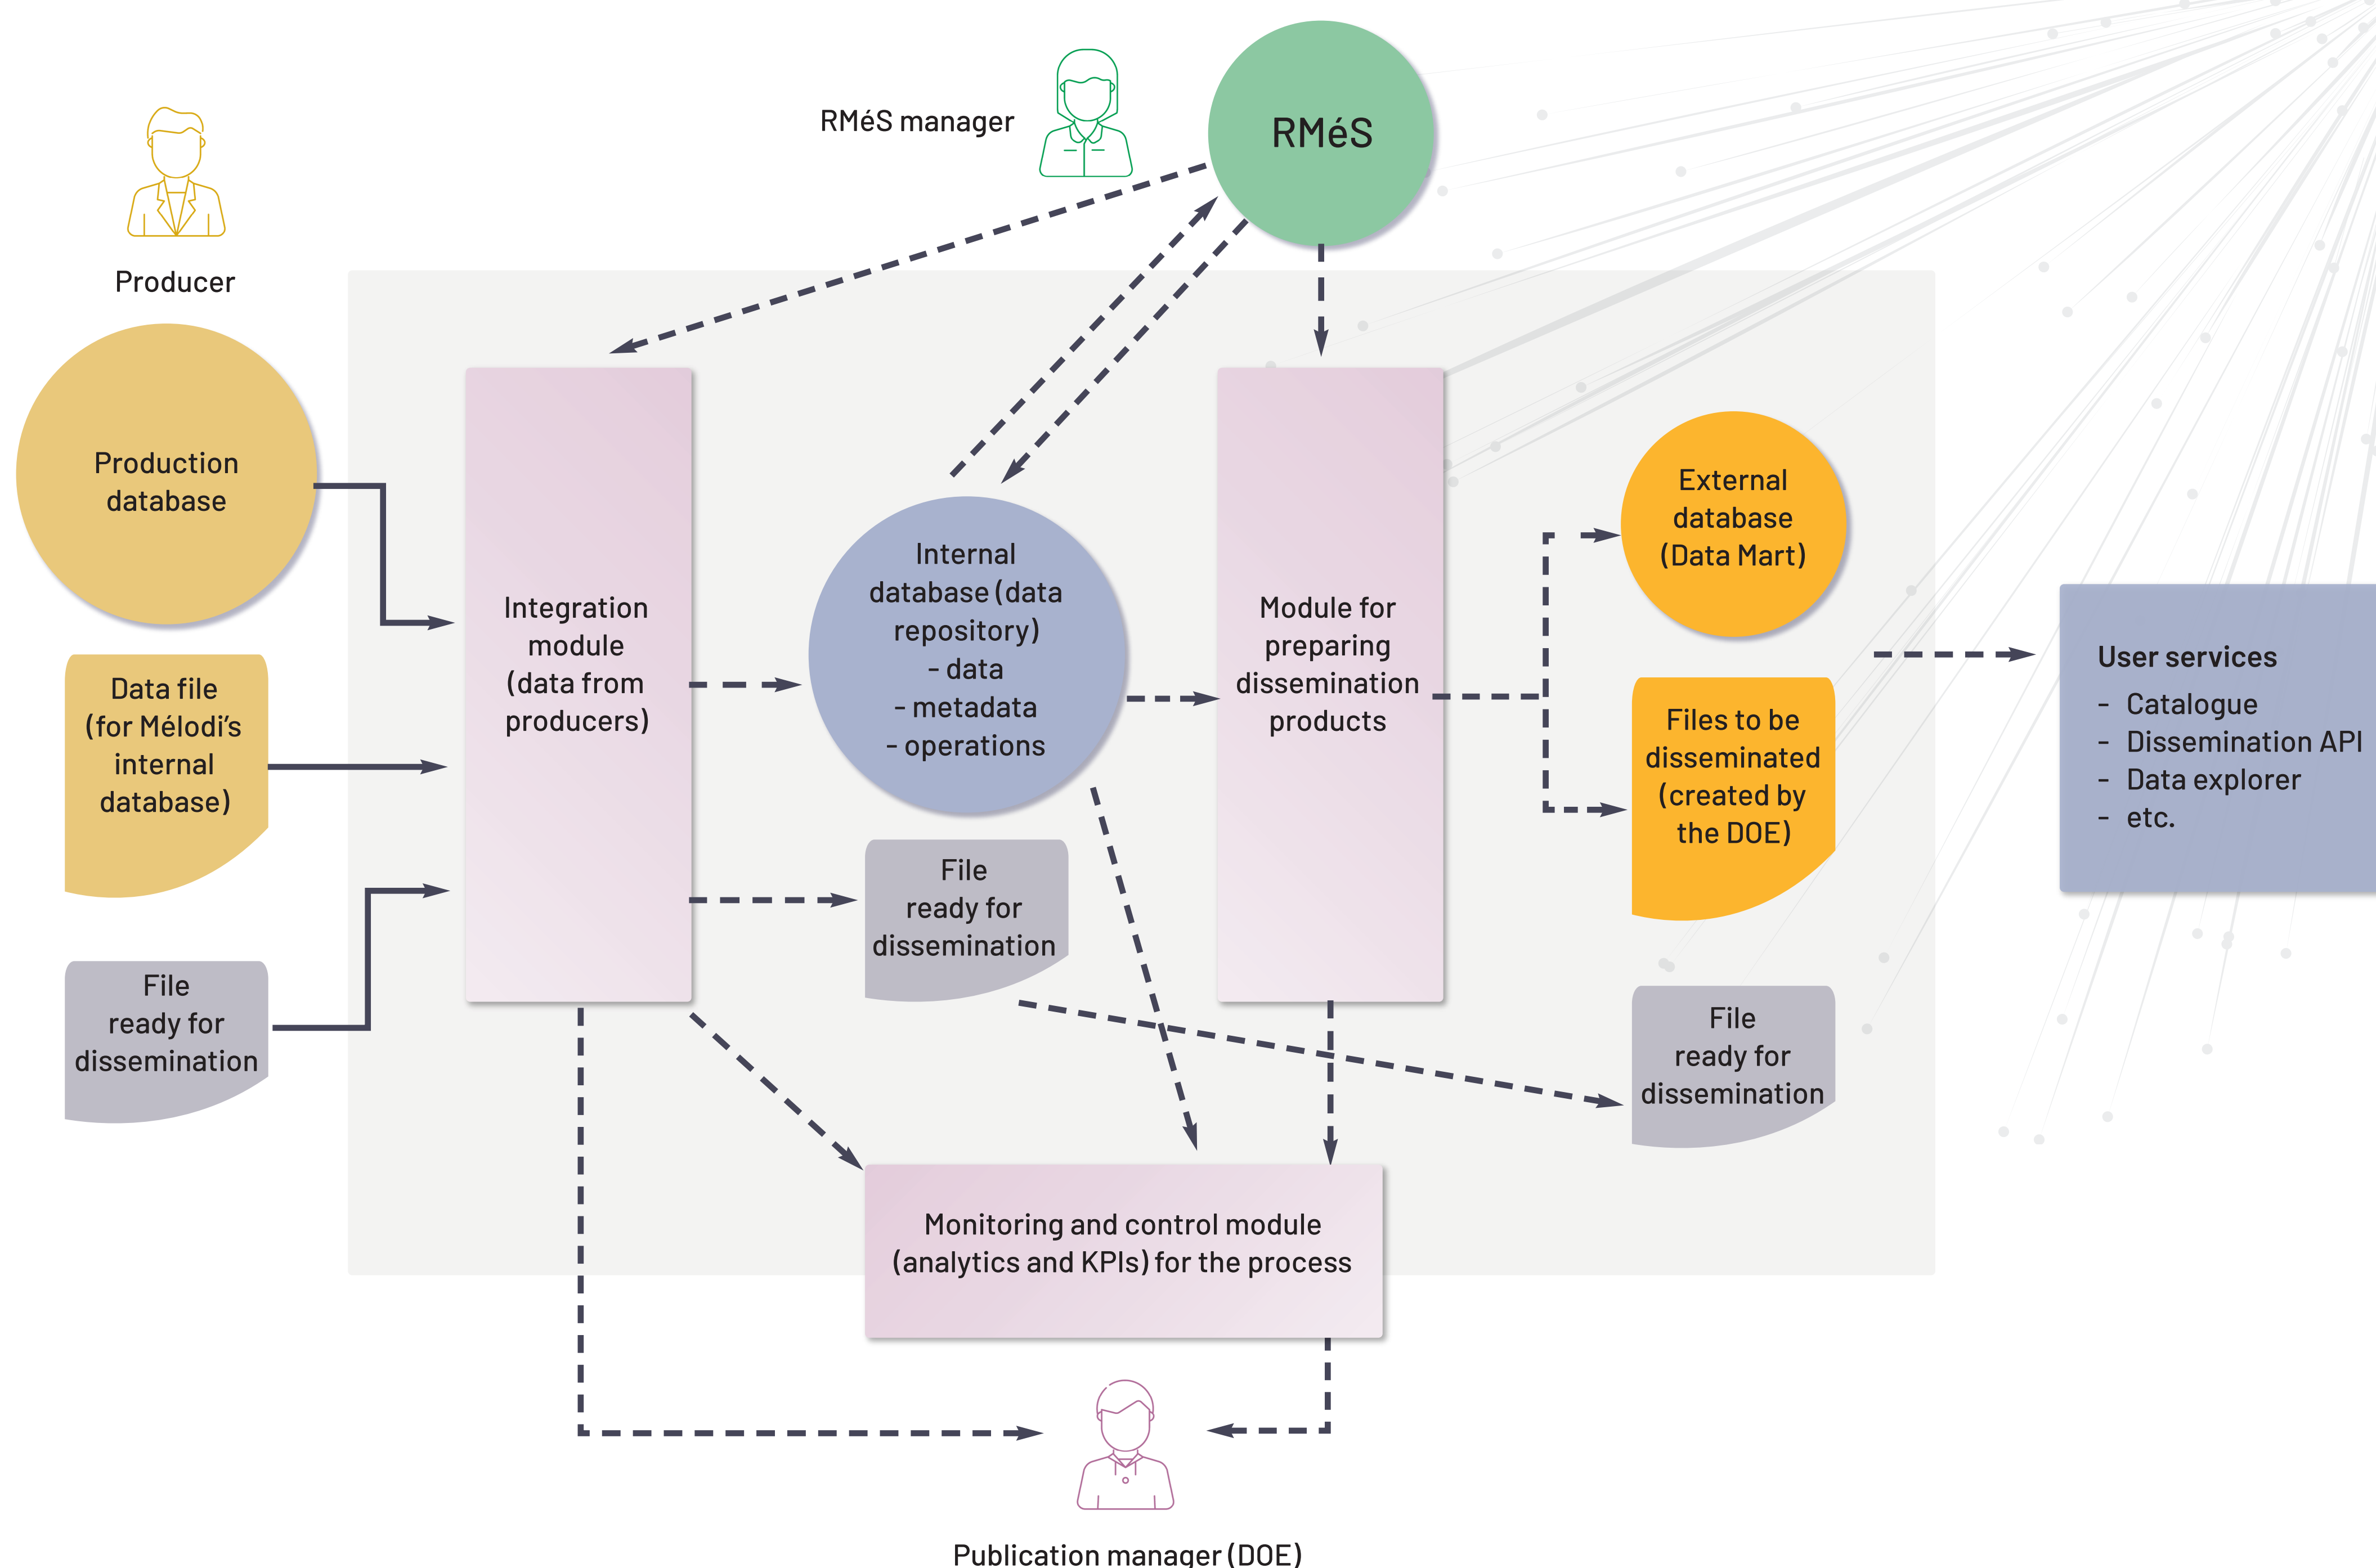 RMéS manager
RMéS
Producer
Production
database
Data file
(for Mélodi’s
internal
database)
File
ready for
dissemination
Integration
module
(data from
producers)
Internal
database (data
repository)
- data
- metadata
- operations
File
ready for
dissemination
Module for
preparing
dissemination
products
External
database
(Data Mart)
Files to be
disseminated
(created by
the DOE)
File
ready for
dissemination
User services
- Catalogue
- Dissemination API
- Data explorer
- etc.
Monitoring and control module
(analytics and KPIs) for the process
Publication manager (DOE)